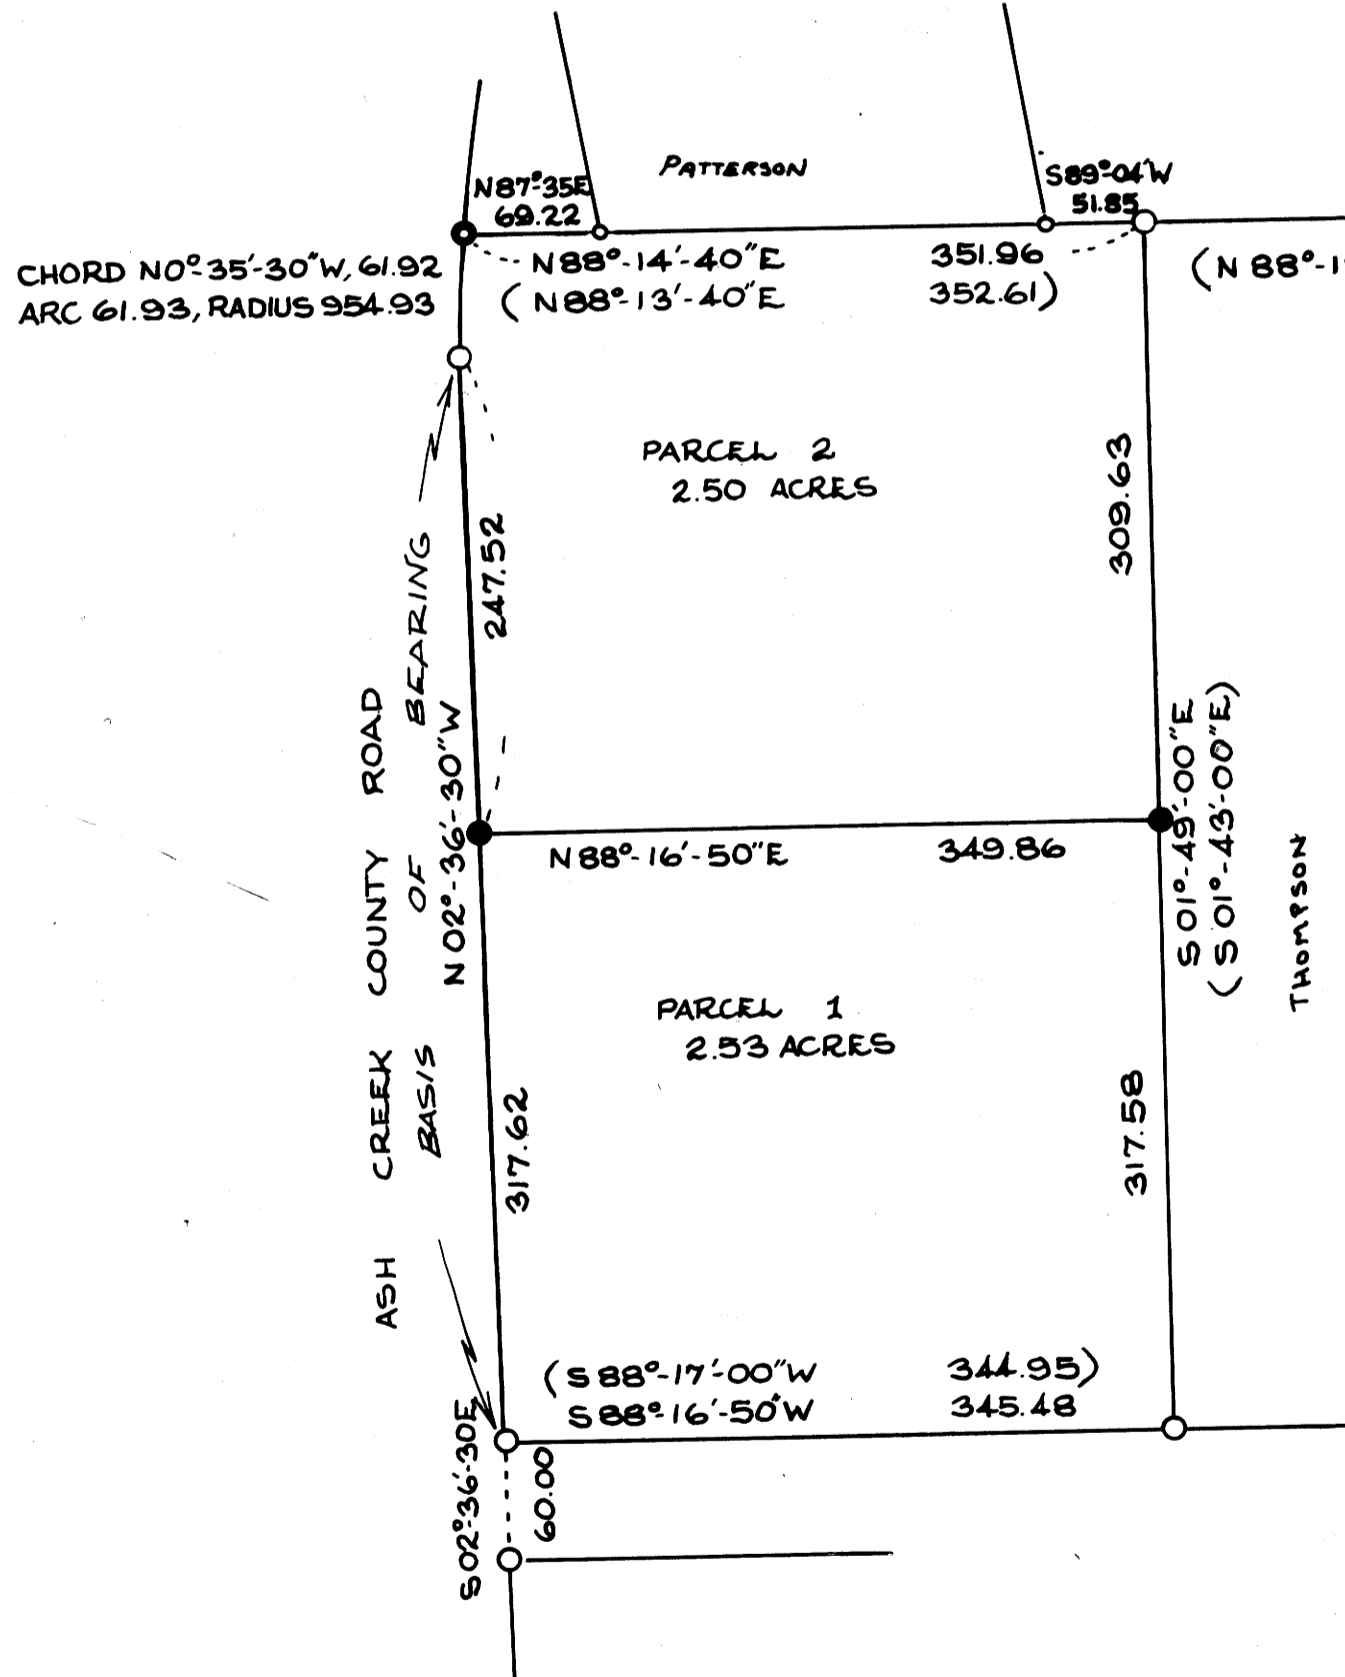 PATTERSON
N87°-35E
69.22
S89°-04'W
51.85
CHORD N0°-35'-30"W, 61.92
ARC 61.93, RADIUS 954.93
N88°-14'-40"E 351.96
(N88°-13'-40"E 352.61)
(N 88°-1
PARCEL 2
2.50 ACRES
247.52
309.63
ASH CREEK COUNTY ROAD
BASIS OF BEARING
N02°-36'-30"W
N88°-16'-50"E 349.86
S01°-49'-00"E
(S01°-43'-00"E)
THOMPSON
PARCEL 1
2.53 ACRES
317.62
317.58
(S88°-17'-00"W 344.95)
S88°-16'-50"W 345.48
S02°-36'-30E
60.00